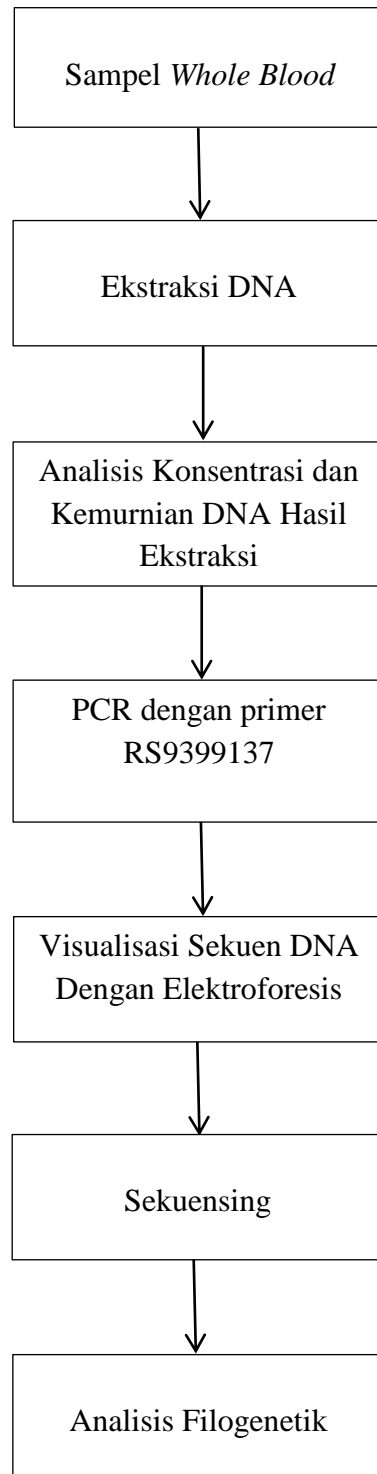 Sampel Whole Blood
Ekstraksi DNA
Analisis Konsentrasi dan
Kemurnian DNA Hasil
Ekstraksi
PCR dengan primer
RS9399137
Visualisasi Sekuen DNA
Dengan Elektroforesis
Sekuensing
Analisis Filogenetik